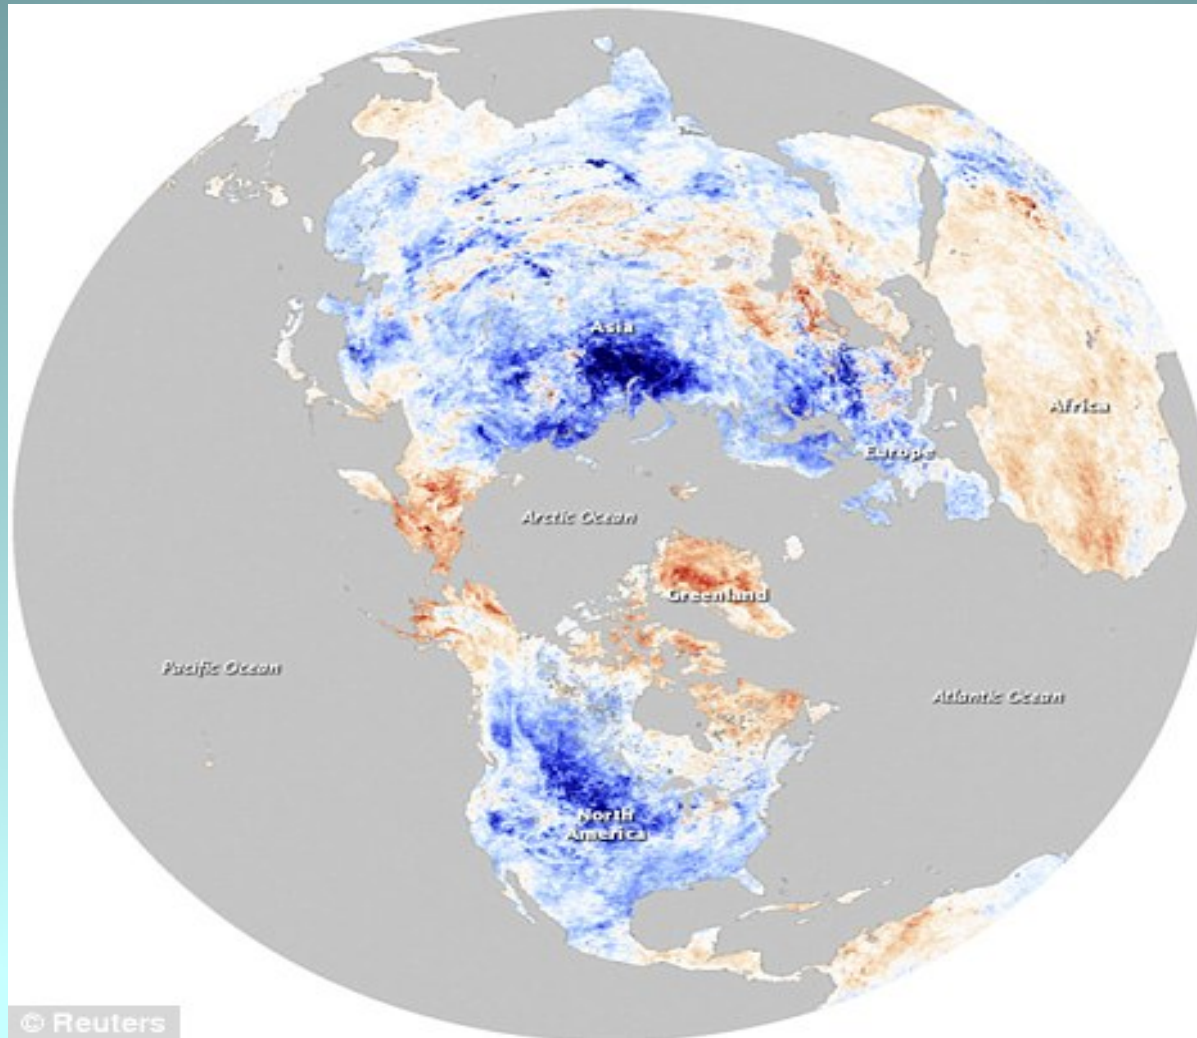 Asia
Africa
Europe
Arctic Ocean
Greenland
Pacific Ocean
Atlantic Ocean
North
America
© Reuters